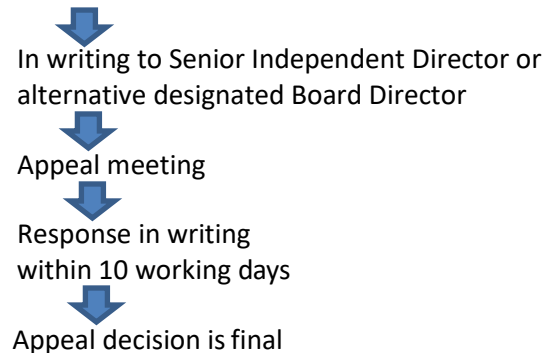 In writing to Senior Independent Director or
alternative designated Board Director
Appeal meeting
Response in writing
within 10 working days
Appeal decision is final